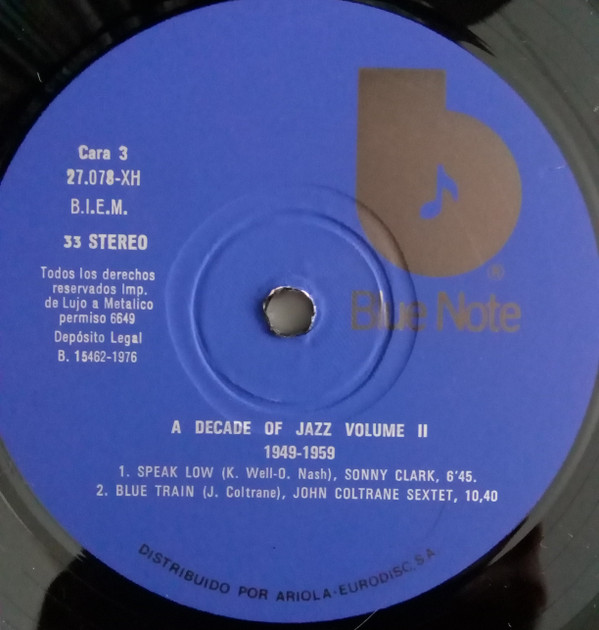 Cara 3
27.078-XH
B.I.E.M.
33 STEREO
Todos los derechos
reservados Imp.
de Lujo a Metalico
permiso 6649
Depósito Legal
B. 15462-1976
b
®
Blue Note
A DECADE OF JAZZ VOLUME II
1949-1959
1. SPEAK LOW (K. Well-O. Nash), SONNY CLARK, 6'45.
2. BLUE TRAIN (J. Coltrane), JOHN COLTRANE SEXTET, 10,40
DISTRIBUIDO POR ARIOLA-EURODISC, S.A